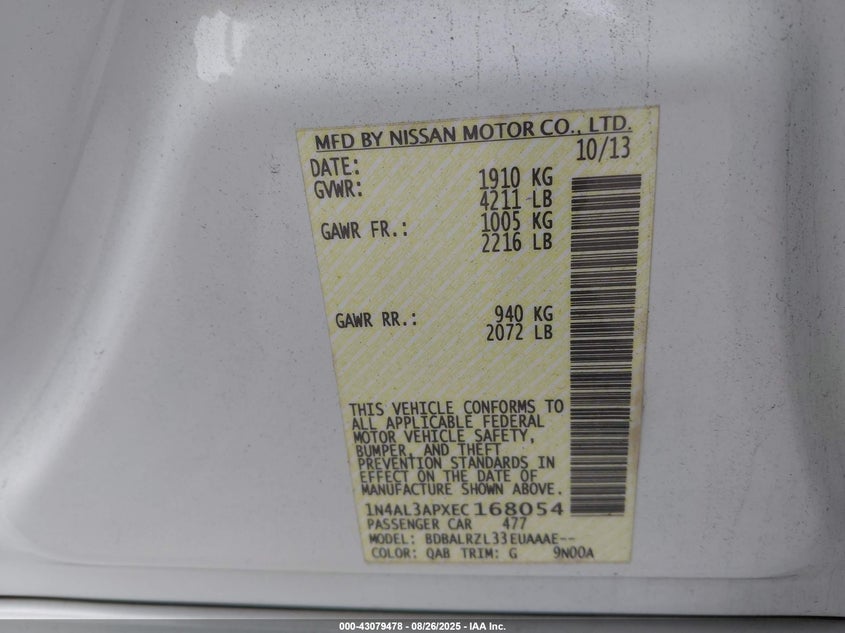 MFD BY NISSAN MOTOR CO., LTD.
DATE: 10/13
GVWR: 1910 KG
4211 LB
GAWR FR.: 1005 KG
2216 LB
GAWR RR.: 940 KG
2072 LB
THIS VEHICLE CONFORMS TO
ALL APPLICABLE FEDERAL
MOTOR VEHICLE SAFETY,
BUMPER, AND THEFT
PREVENTION STANDARDS IN
EFFECT ON THE DATE OF
MANUFACTURE SHOWN ABOVE.
1N4AL3APXEC168054
PASSENGER CAR 477
MODEL: BDBALRZL33EUAAAE--
COLOR: QAB TRIM: G 9N00A
000-43079478 - 08/26/2025 - IAA Inc.